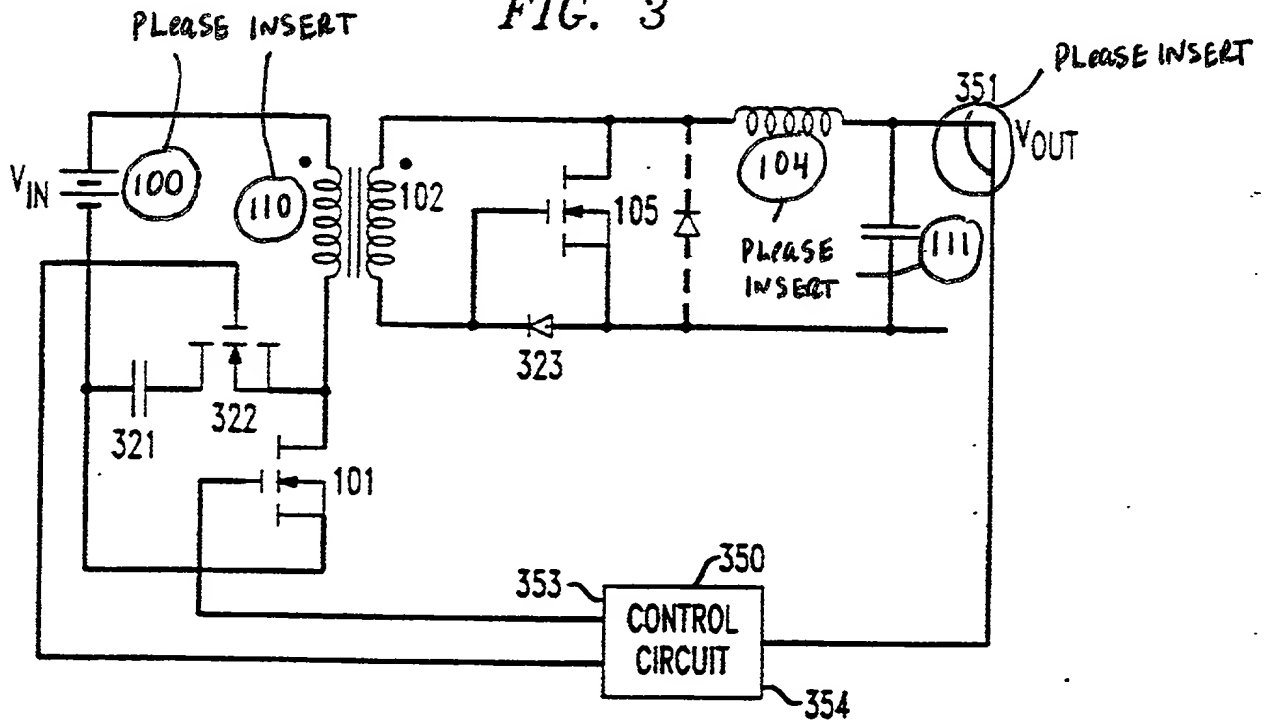 FIG. 3
PLeaSE INSERT
PLeaSE INSERT
351
VIN
100
110
102
105
104
VOUT
PLeaSE
INSERT
111
323
321
322
101
350
353
CONTROL
CIRCUIT
354